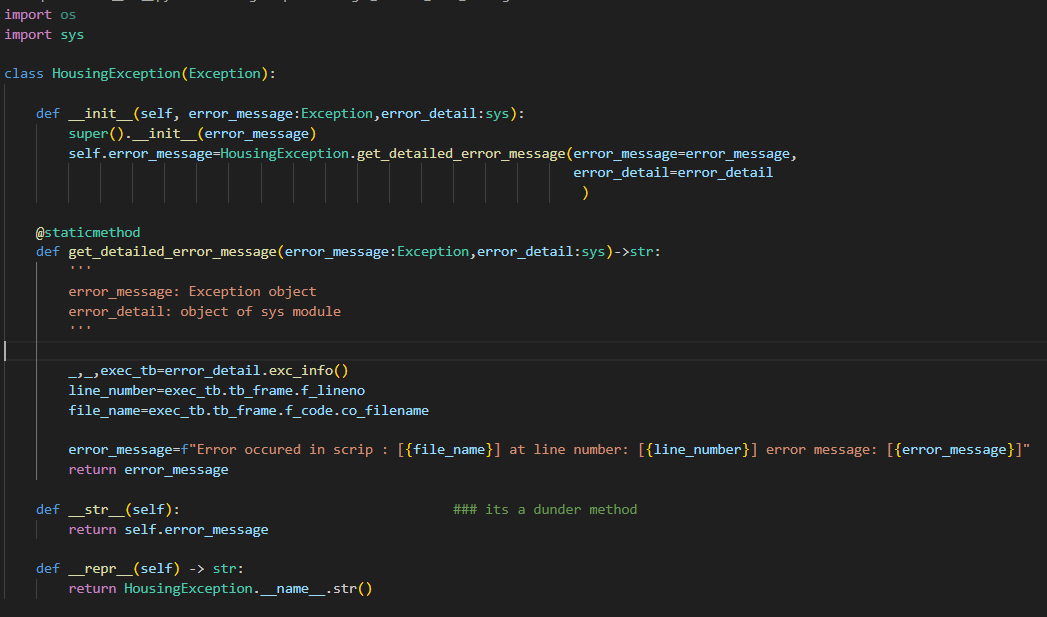 import os
import sys
class HousingException(Exception):
def __init__(self, error_message:Exception,error_detail:sys):
super().__init__(error_message)
self.error_message=HousingException.get_detailed_error_message(error_message=error_message,
error_detail=error_detail
)
@staticmethod
def get_detailed_error_message(error_message:Exception,error_detail:sys)->str:
'''
error_message: Exception object
error_detail: object of sys module
'''
_,_,exec_tb=error_detail.exc_info()
line_number=exec_tb.tb_frame.f_lineno
file_name=exec_tb.tb_frame.f_code.co_filename
error_message=f"Error occured in scrip : [{file_name}] at line number: [{line_number}] error message: [{error_message}]"
return error_message
def __str__(self): ### its a dunder method
return self.error_message
def __repr__(self) -> str:
return HousingException.__name__.str()